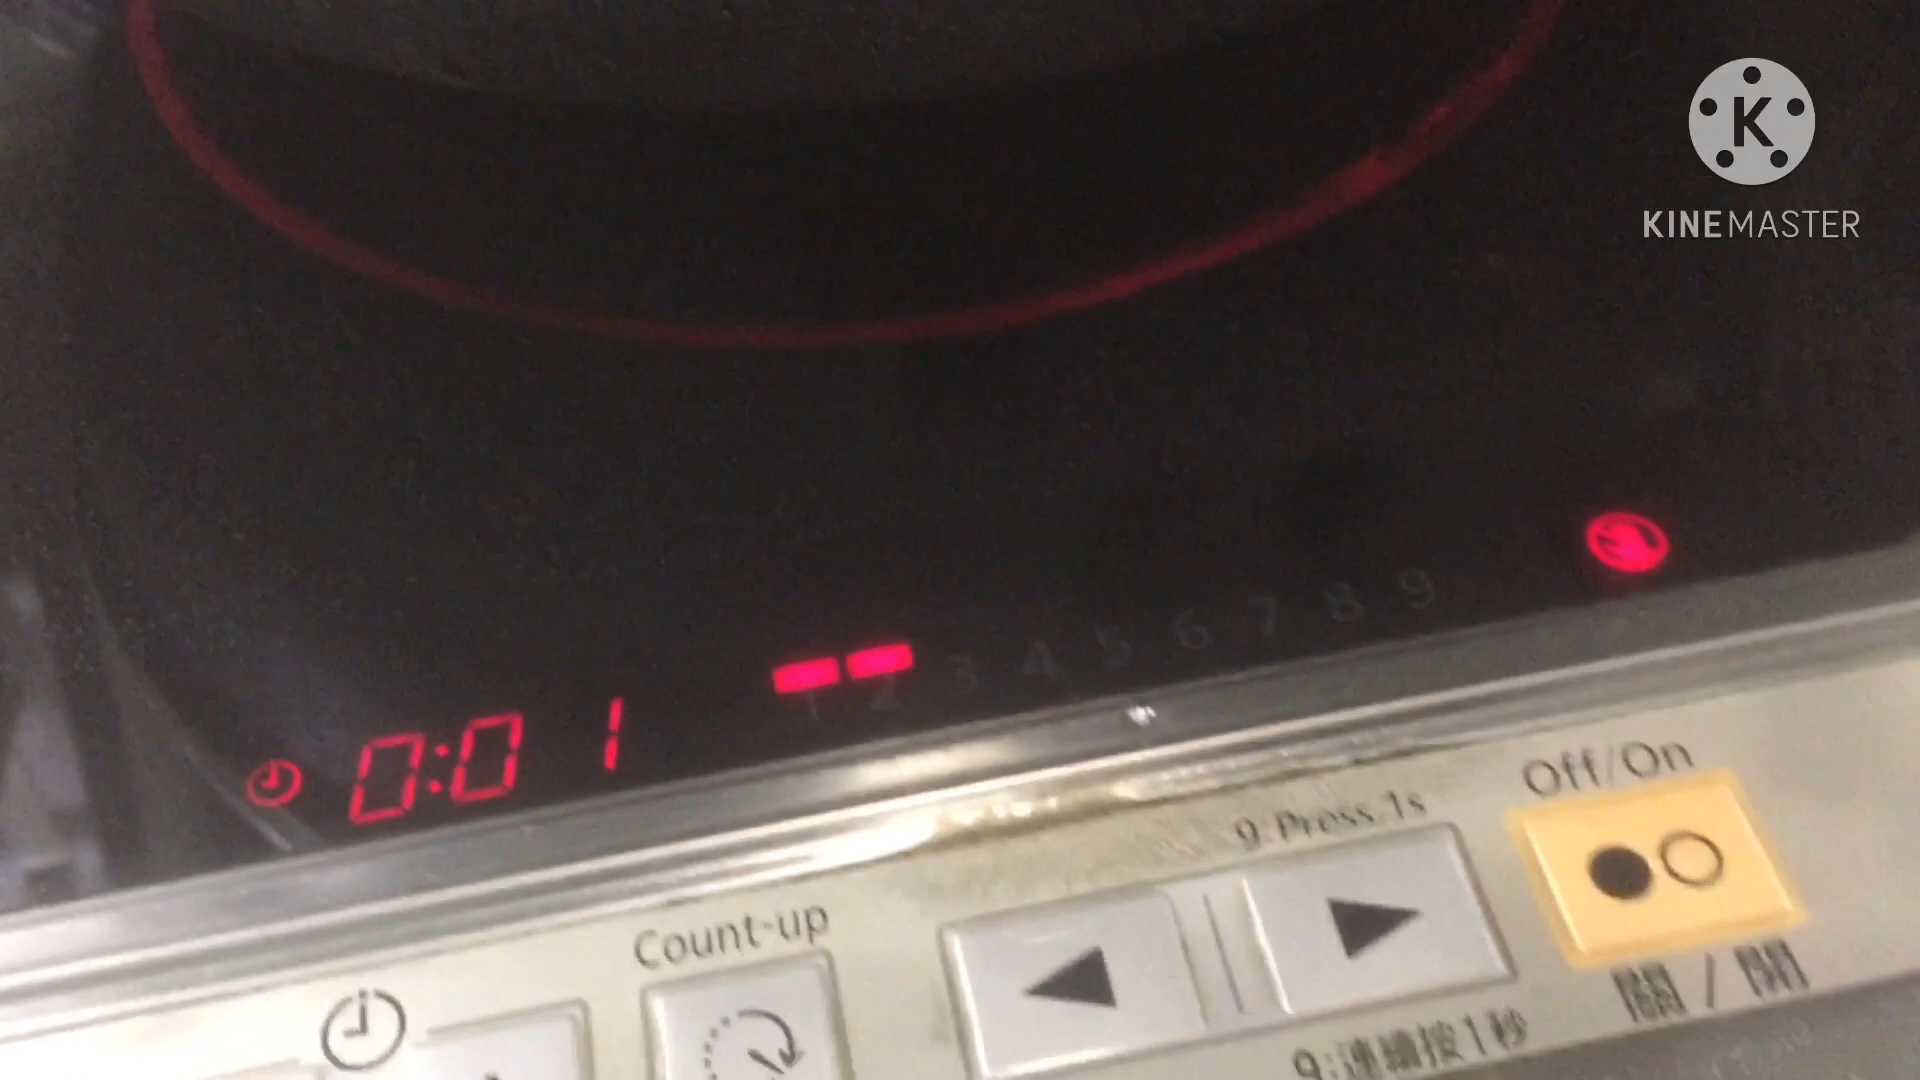 K
KINEMASTER
1 2 3 4 5 6 7 8 9
0:01
Off/On
9:Press 1s
Count-up
關 / 開
9:連續按1秒